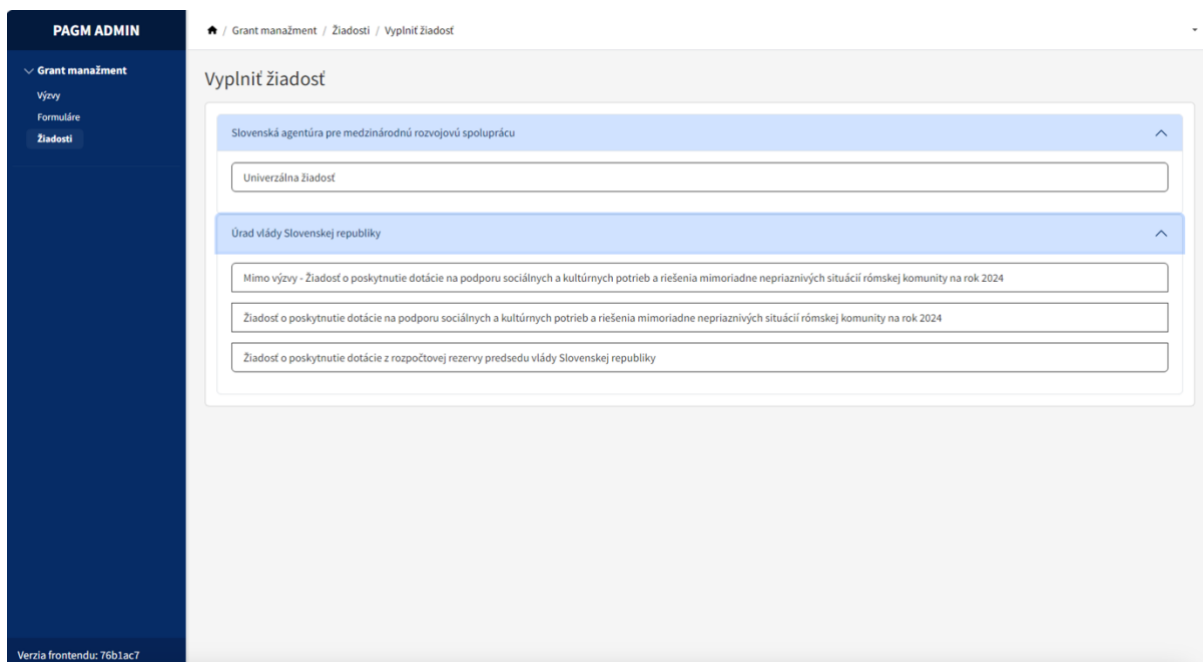 PAGM ADMIN
/ Grant manažment / Žiadosti / Vyplniť žiadosť
Grant manažment
Výzvy
Formuláre
Žiadosti
Vyplniť žiadosť
Slovenská agentúra pre medzinárodnú rozvojovú spoluprácu
Univerzálna žiadosť
Úrad vlády Slovenskej republiky
Mimo výzvy - Žiadosť o poskytnutie dotácie na podporu sociálnych a kultúrnych potrieb a riešenia mimoriadne nepriaznivých situácií rómskej komunity na rok 2024
Žiadosť o poskytnutie dotácie na podporu sociálnych a kultúrnych potrieb a riešenia mimoriadne nepriaznivých situácií rómskej komunity na rok 2024
Žiadosť o poskytnutie dotácie z rozpočtovej rezervy predsedu vlády Slovenskej republiky
Verzia frontendu: 76b1ac7